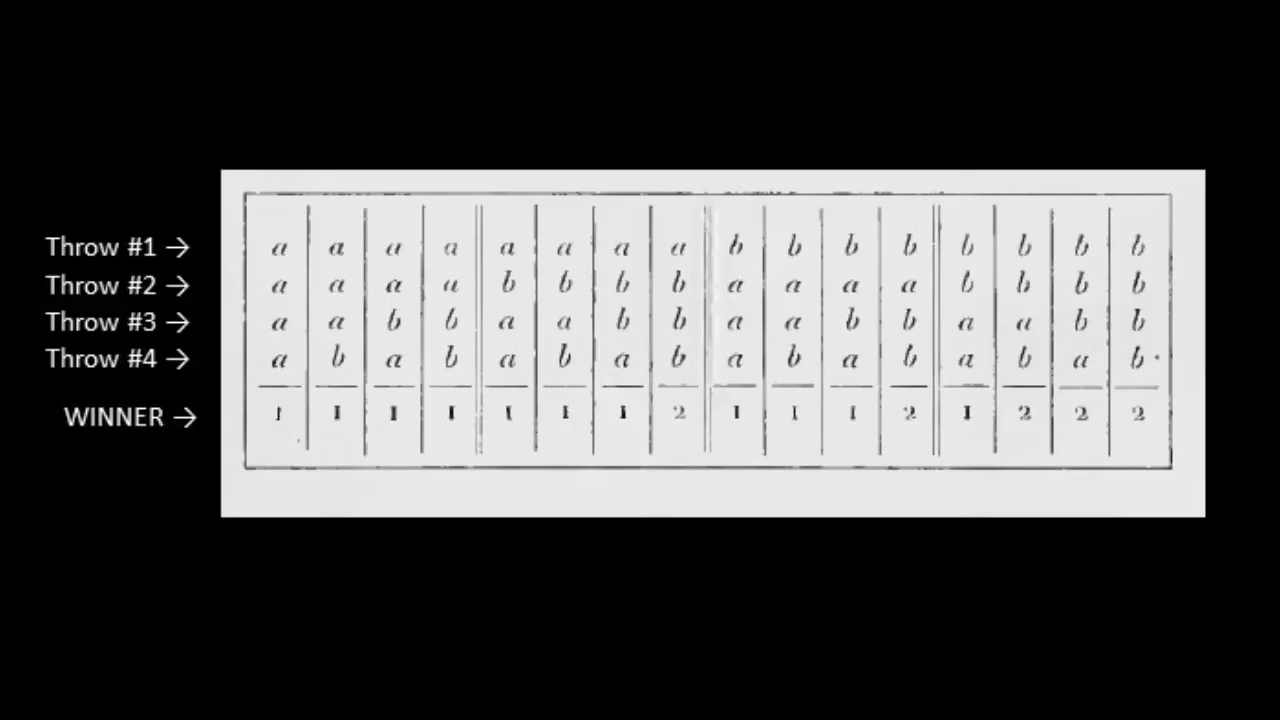 Throw #1 → a a a a a a a a b b b b b b b b
Throw #2 → a a a a b b b b a a a a b b b b
Throw #3 → a a b b a a b b a a b b a a b b
Throw #4 → a b a b a b a b a b a b a b a b
WINNER → 1 1 1 1 1 1 1 2 1 1 1 2 1 2 2 2